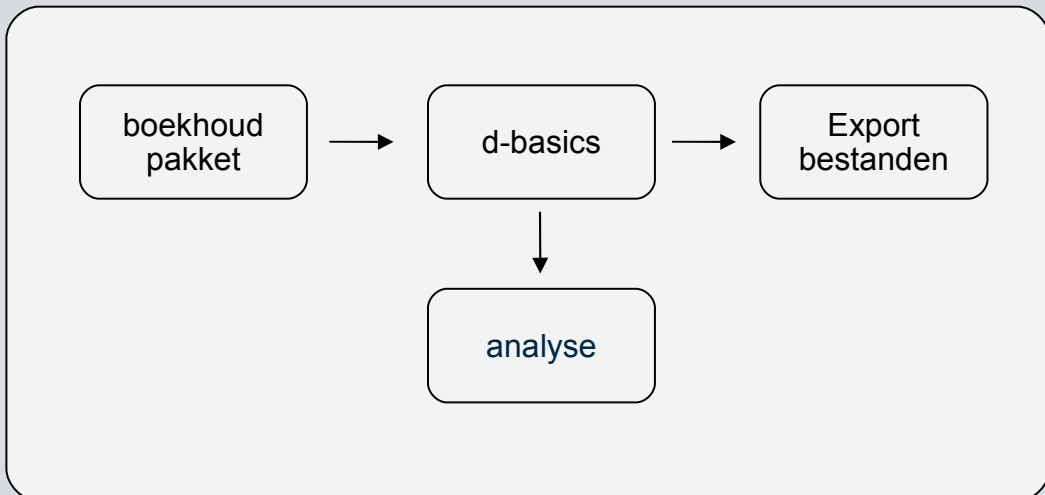 boekhoud
pakket
d-basics
Export
bestanden
analyse